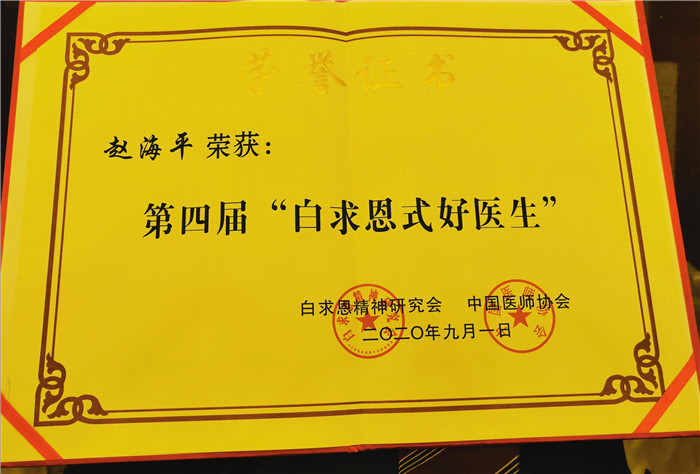 荣誉证书
赵海平 荣获：
第四届“白求恩式好医生”
白求恩精神研究会 中国医师协会
二〇二〇年九月一日